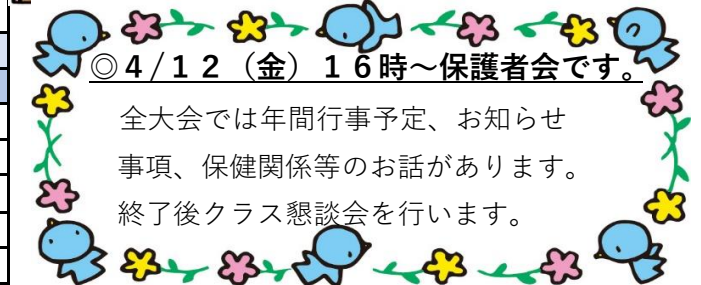 ◎４/１２（金）１６時～保護者会です。
全大会では年間行事予定、お知らせ
事項、保健関係等のお話があります。
終了後クラス懇談会を行います。